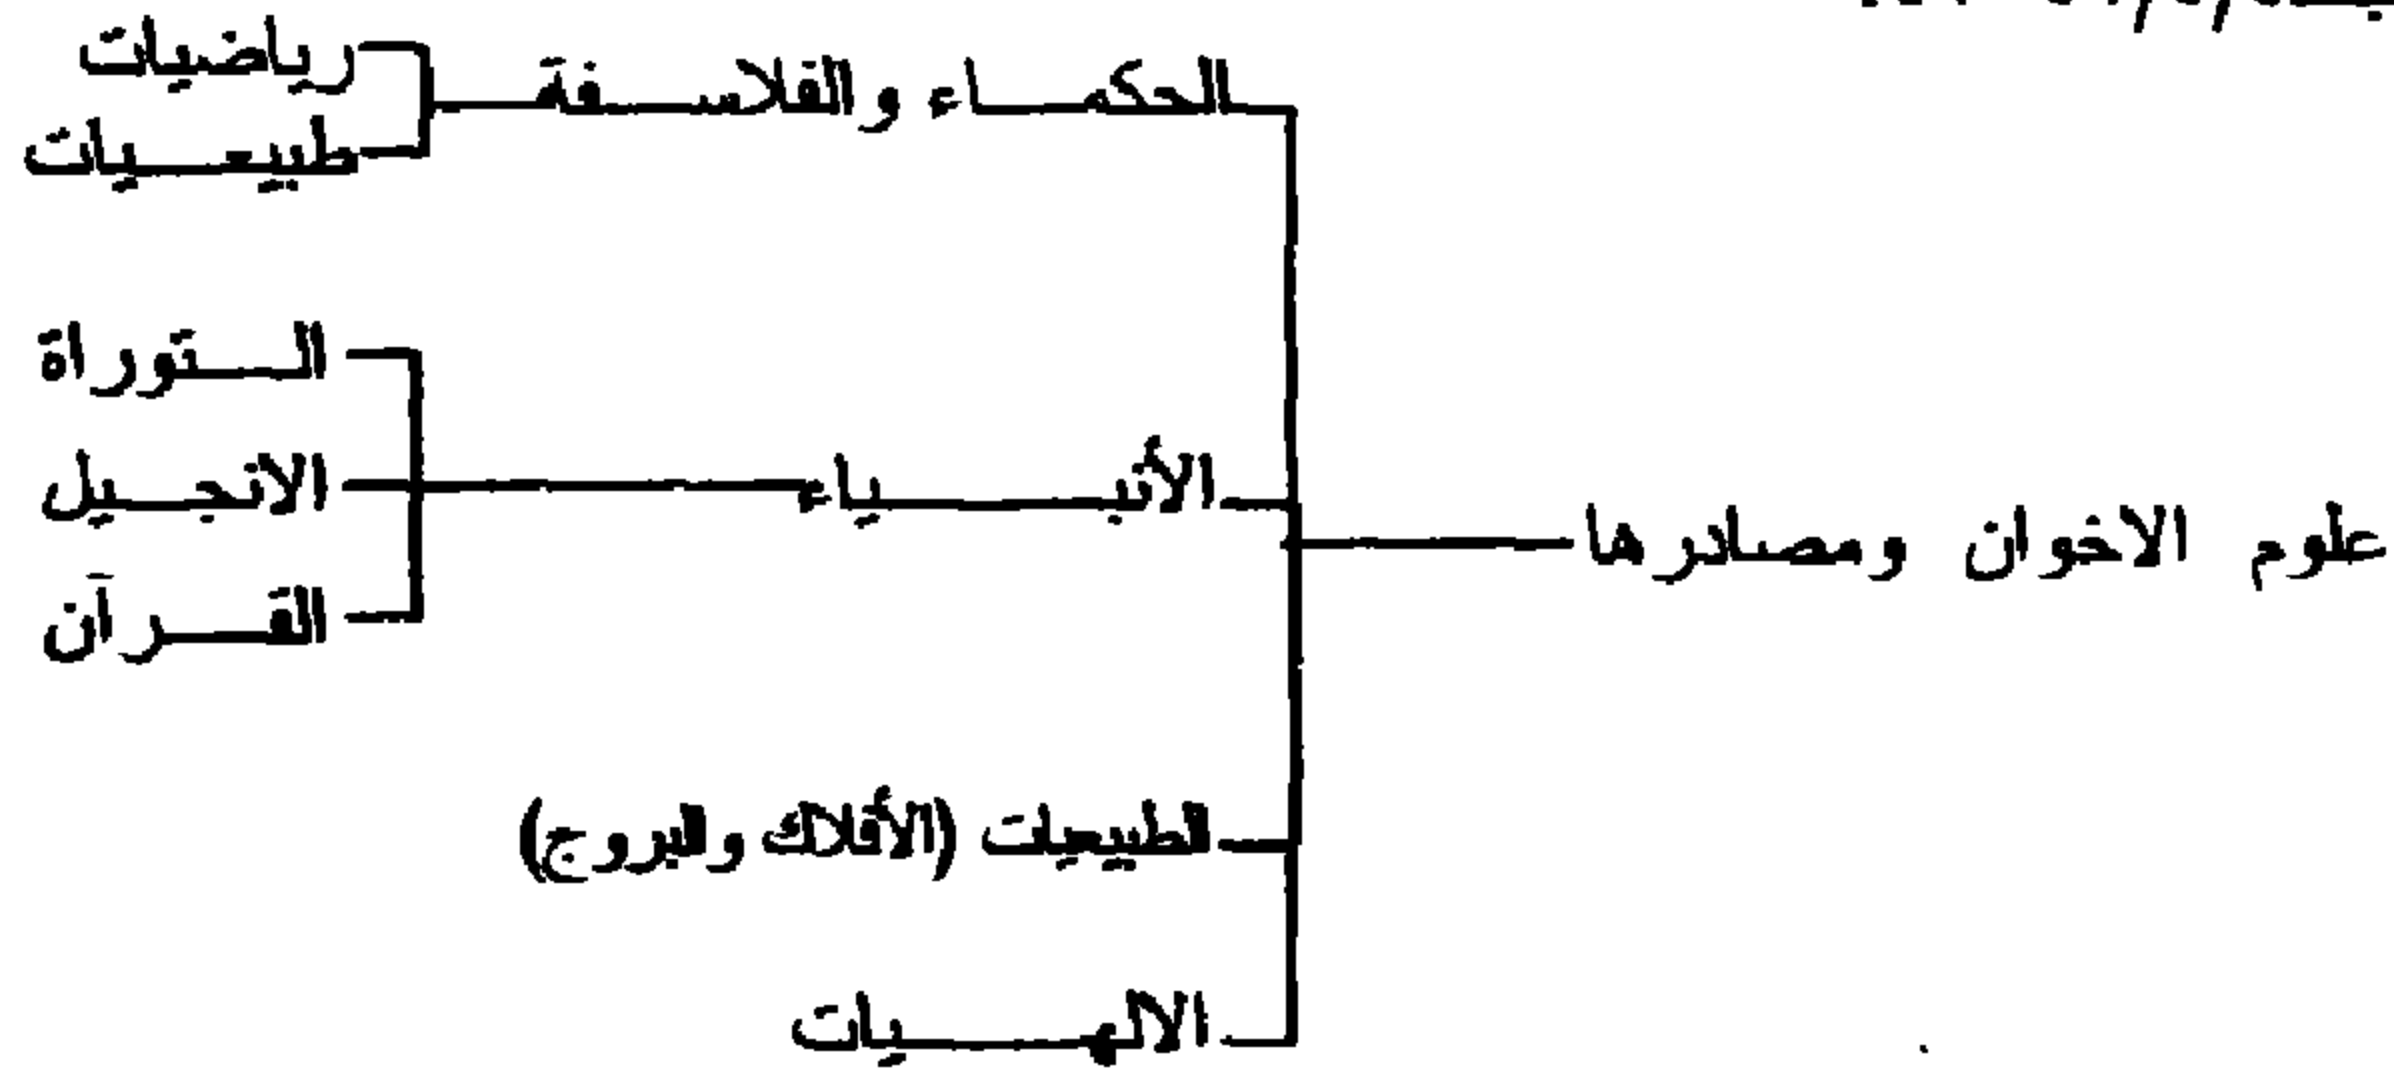 علوم الاخوان ومصادرها
الحكماء والفلاسفة
رياضيات
طبيعيات
الأنبياء
التوراة
الانجيل
القرآن
الطبيعيات (الأفلاك والبروج)
الالهيات